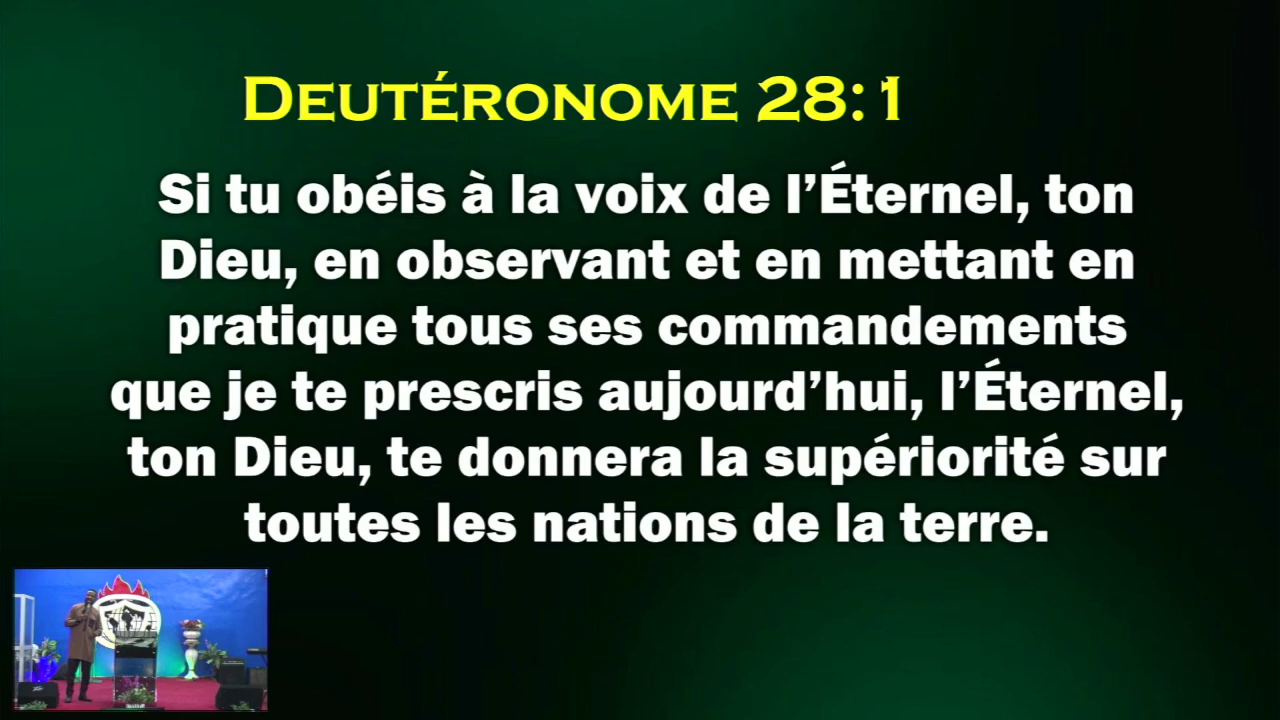 Deutéronome 28:1
Si tu obéis à la voix de l’Éternel, ton
Dieu, en observant et en mettant en
pratique tous ses commandements
que je te prescris aujourd’hui, l’Éternel,
ton Dieu, te donnera la supériorité sur
toutes les nations de la terre.